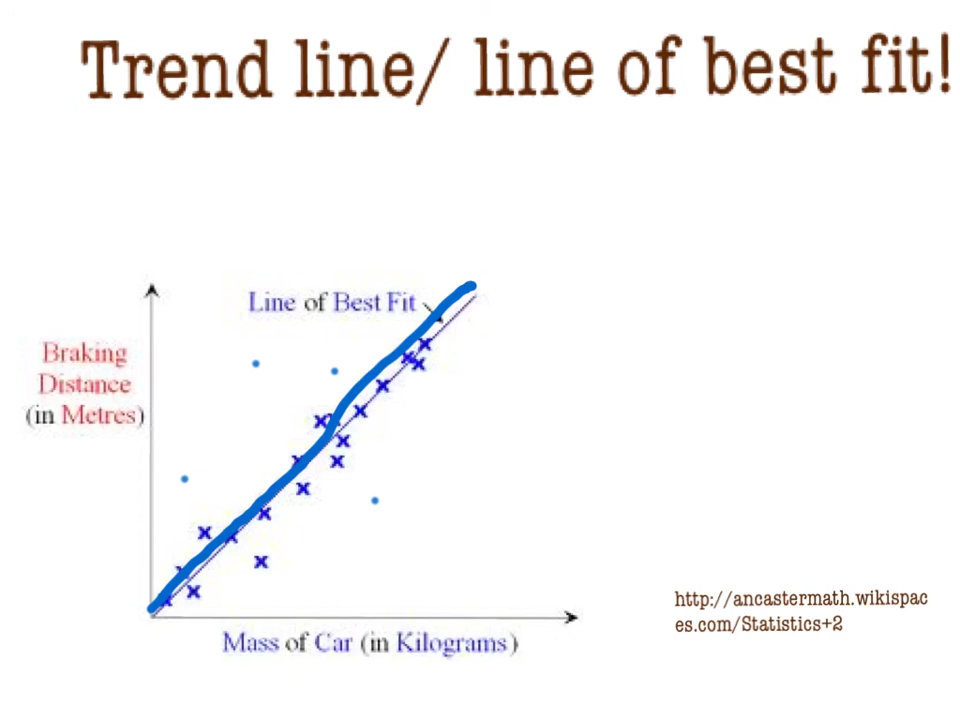 Trend line/ line of best fit!
Line of Best Fit
Braking
Distance
(in Metres)
Mass of Car (in Kilograms)
http://ancastermath.wikispac
es.com/Statistics+2